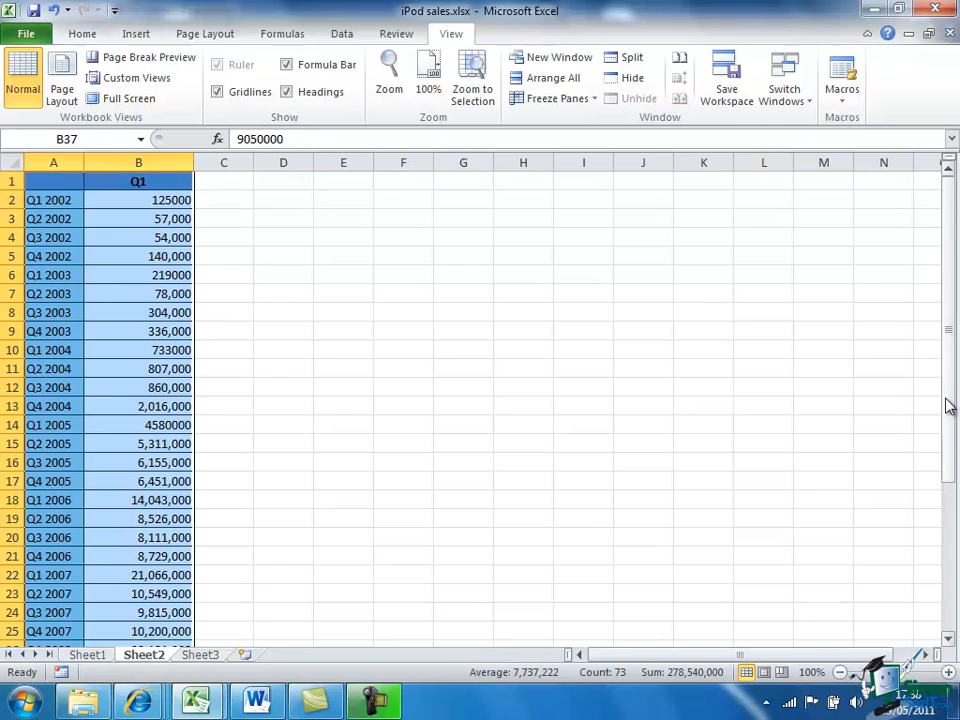 iPod sales.xlsx - Microsoft Excel
File Home Insert Page Layout Formulas Data Review View
Normal
Page Layout
Page Break Preview
Custom Views
Full Screen
Workbook Views
Ruler
Formula Bar
Gridlines
Headings
Show
Zoom
100%
Zoom to Selection
Zoom
New Window
Arrange All
Freeze Panes
Split
Hide
Unhide
Save Workspace
Switch Windows
Window
Macros
Macros
B37 fx 9050000
A B C D E F G H I J K L M N
1 Q1
2 Q1 2002 125000
3 Q2 2002 57,000
4 Q3 2002 54,000
5 Q4 2002 140,000
6 Q1 2003 219000
7 Q2 2003 78,000
8 Q3 2003 304,000
9 Q4 2003 336,000
10 Q1 2004 733000
11 Q2 2004 807,000
12 Q3 2004 860,000
13 Q4 2004 2,016,000
14 Q1 2005 4580000
15 Q2 2005 5,311,000
16 Q3 2005 6,155,000
17 Q4 2005 6,451,000
18 Q1 2006 14,043,000
19 Q2 2006 8,526,000
20 Q3 2006 8,111,000
21 Q4 2006 8,729,000
22 Q1 2007 21,066,000
23 Q2 2007 10,549,000
24 Q3 2007 9,815,000
25 Q4 2007 10,200,000
Sheet1 Sheet2 Sheet3
Ready Average: 7,737,222 Count: 73 Sum: 278,540,000 100%